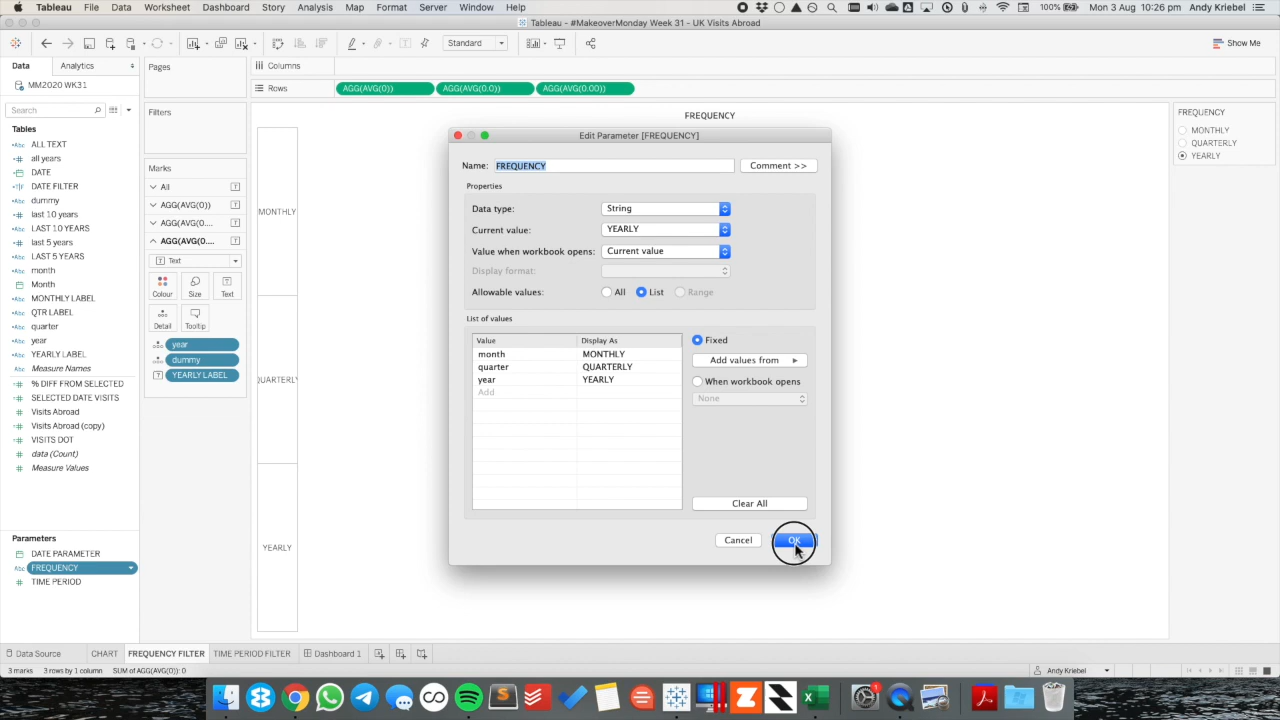 Tableau File Data Worksheet Dashboard Story Analysis Map Format Server Window Help 100% Mon 3 Aug 10:26 pm Andy Kriebel
Tableau - #MakeoverMonday Week 31 - UK Visits Abroad
Standard Show Me
Data Analytics Pages Columns
MM2020 WK31
Rows AGG(AVG(0)) AGG(AVG(0.0)) AGG(AVG(0.00))
Search
Filters
FREQUENCY
FREQUENCY
MONTHLY
QUARTERLY
YEARLY
Tables
ALL TEXT
all years
DATE
DATE FILTER
dummy
last 10 years
LAST 10 YEARS
last 5 years
LAST 5 YEARS
month
Month
MONTHLY LABEL
QTR LABEL
quarter
year
YEARLY LABEL
Measure Names
% DIFF FROM SELECTED
SELECTED DATE VISITS
Visits Abroad
Visits Abroad (copy)
VISITS DOT
data (Count)
Measure Values
Parameters
DATE PARAMETER
FREQUENCY
TIME PERIOD
Marks
All
AGG(AVG(0))
AGG(AVG(0....
AGG(AVG(0....
Text
Colour Size Text
Detail Tooltip
year
dummy
YEARLY LABEL
MONTHLY
QUARTERLY
YEARLY
Edit Parameter [FREQUENCY]
Name: FREQUENCY Comment >>
Properties
Data type: String
Current value: YEARLY
Value when workbook opens: Current value
Display format:
Allowable values: All List Range
List of values
Value Display As
month MONTHLY
quarter QUARTERLY
year YEARLY
Add
Fixed
Add values from
When workbook opens
None
Clear All
Cancel OK
Data Source CHART FREQUENCY FILTER TIME PERIOD FILTER Dashboard 1
3 marks 3 rows by 1 column SUM of AGG(AVG(0)): 0 Andy Kriebel